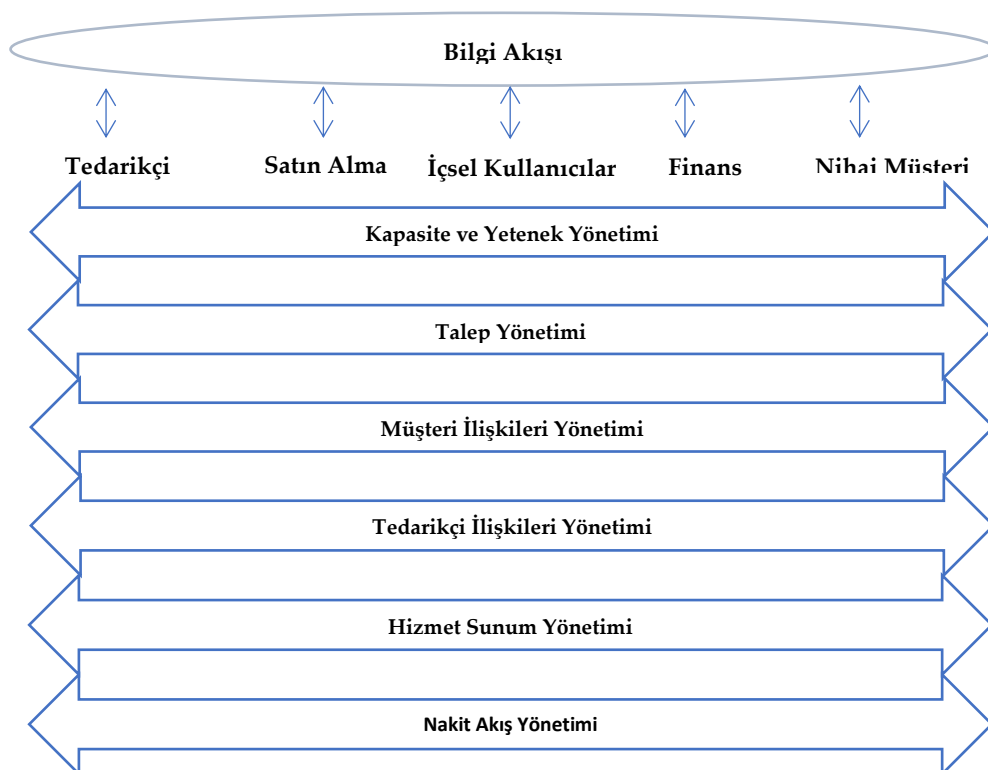 Bilgi Akışı
Tedarikçi Satın Alma İçsel Kullanıcılar Finans Nihai Müşteri
Kapasite ve Yetenek Yönetimi
Talep Yönetimi
Müşteri İlişkileri Yönetimi
Tedarikçi İlişkileri Yönetimi
Hizmet Sunum Yönetimi
Nakit Akış Yönetimi